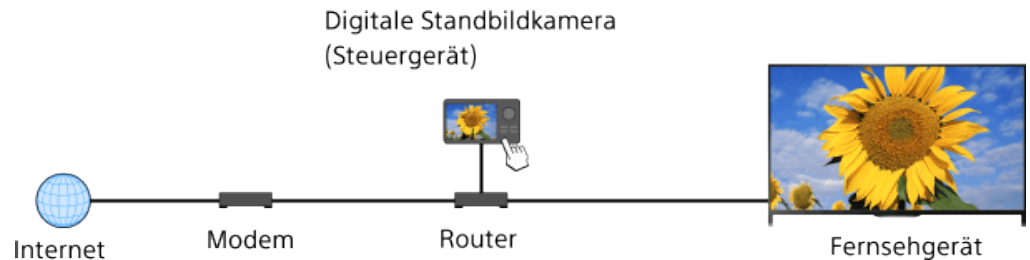 Digitale Standbildkamera
(Steuergerät)
Internet
Modem
Router
Fernsehgerät